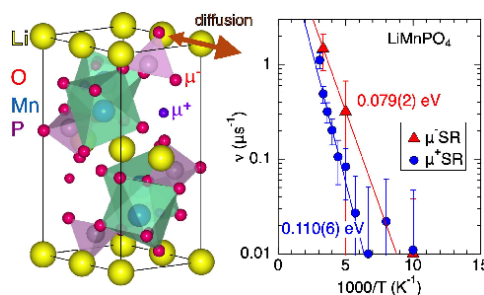 Li
O
Mn
P
diffusion
μ⁻
μ⁺
LiMnPO₄
ν (μs⁻¹)
1
0.1
0.01
0.079(2) eV
μ⁻SR
μ⁺SR
0.110(6) eV
0
5
10
15
1000/T (K⁻¹)